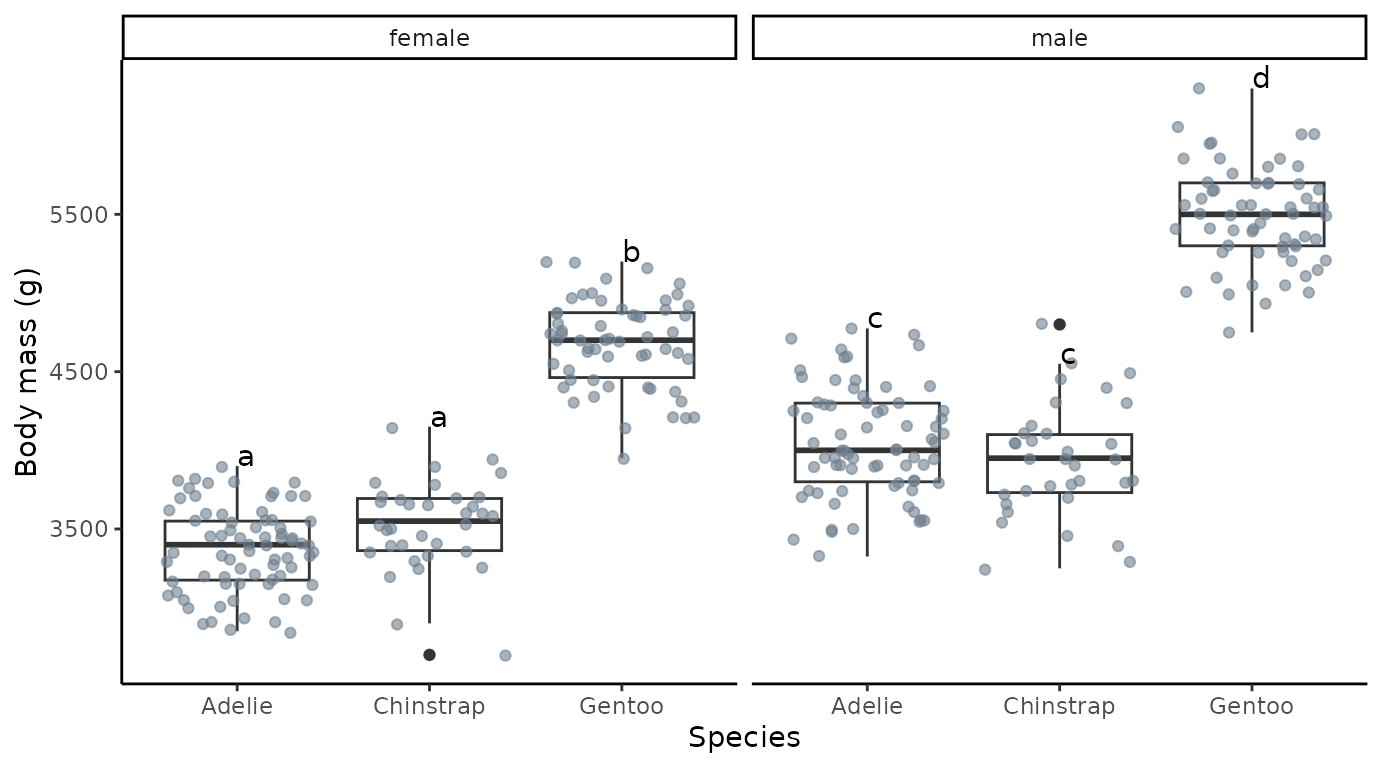 female
male
Body mass (g)
5500
4500
3500
a
a
b
c
c
d
Adelie
Chinstrap
Gentoo
Adelie
Chinstrap
Gentoo
Species